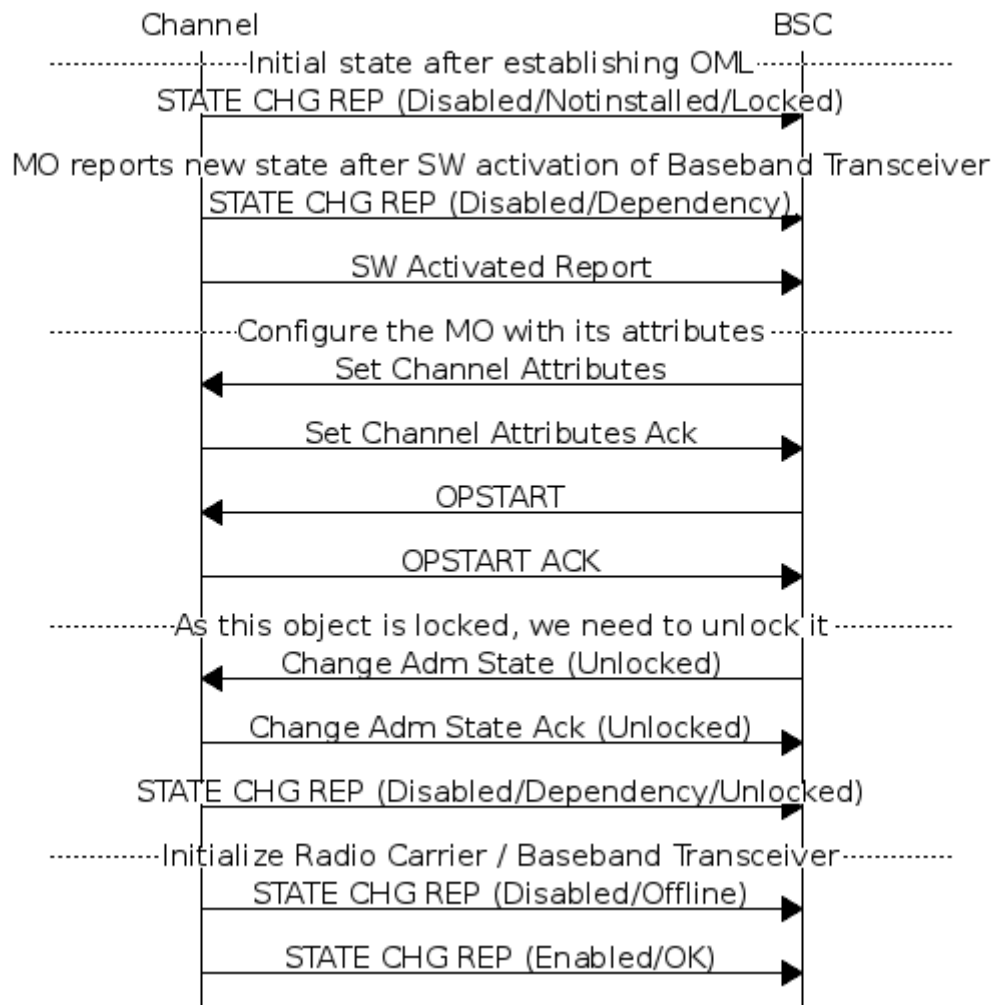 Channel BSC
Initial state after establishing OML
STATE CHG REP (Disabled/Notinstalled/Locked)
MO reports new state after SW activation of Baseband Transceiver
STATE CHG REP (Disabled/Dependency)
SW Activated Report
Configure the MO with its attributes
Set Channel Attributes
Set Channel Attributes Ack
OPSTART
OPSTART ACK
As this object is locked, we need to unlock it
Change Adm State (Unlocked)
Change Adm State Ack (Unlocked)
STATE CHG REP (Disabled/Dependency/Unlocked)
Initialize Radio Carrier / Baseband Transceiver
STATE CHG REP (Disabled/Offline)
STATE CHG REP (Enabled/OK)